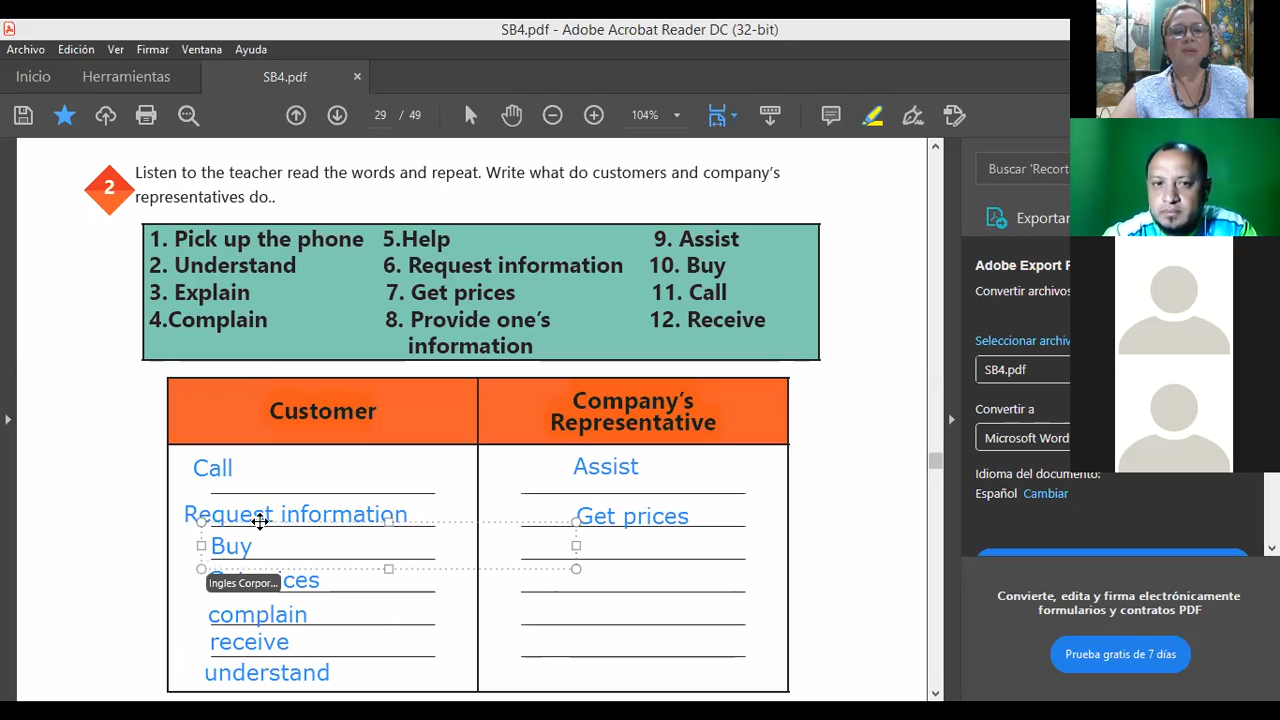 SB4.pdf - Adobe Acrobat Reader DC (32-bit)
Archivo Edición Ver Firmar Ventana Ayuda
Inicio Herramientas SB4.pdf ×
29 / 49 104%
2
Listen to the teacher read the words and repeat. Write what do customers and company's
representatives do..
1. Pick up the phone 5.Help 9. Assist
2. Understand 6. Request information 10. Buy
3. Explain 7. Get prices 11. Call
4.Complain 8. Provide one's 12. Receive
information
Customer Company's
Representative
Call Assist
Request information Get prices
Buy
Ingles Corpor...
complain
receive
understand
Buscar 'Recort
Exportar
Adobe Export
Convertir archivos
Seleccionar archiv
SB4.pdf
Convertir a
Microsoft Word
Idioma del documento:
Español Cambiar
Convierte, edita y firma electrónicamente
formularios y contratos PDF
Prueba gratis de 7 días